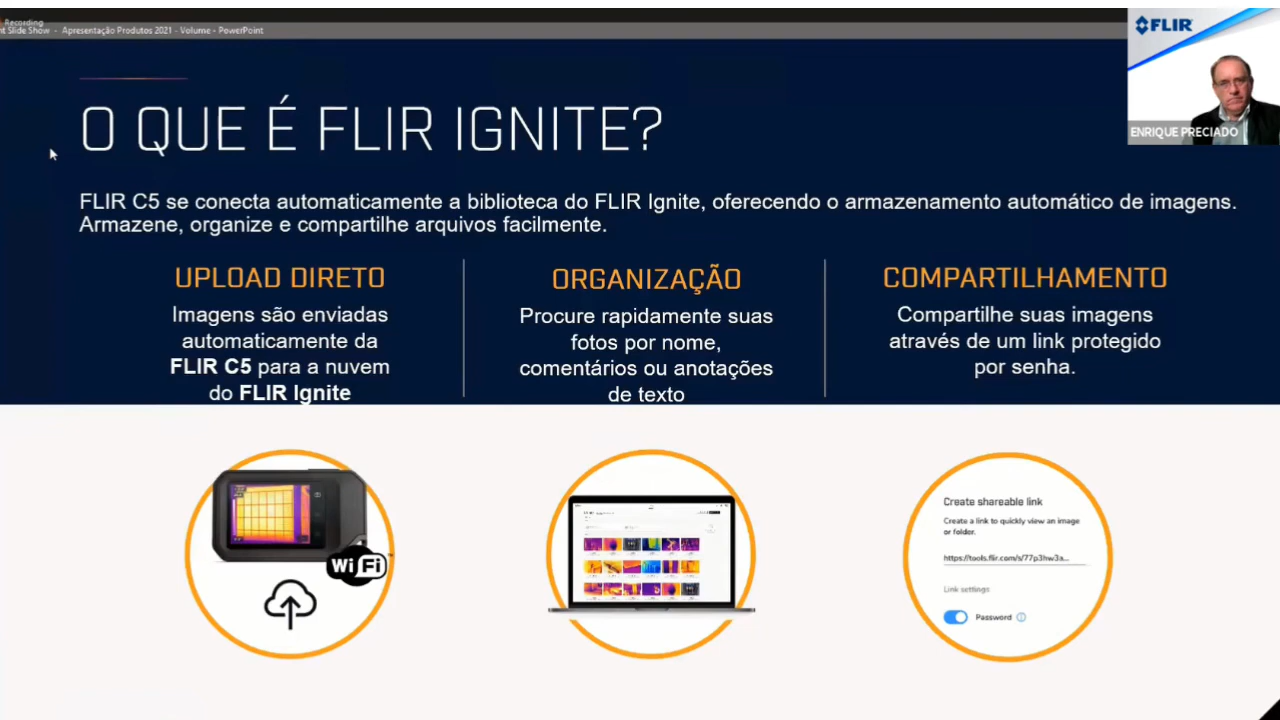 Recording
nt Slide Show - Apresentação Produtos 2021 - Volume - PowerPoint
FLIR
ENRIQUE PRECIADO
O QUE É FLIR IGNITE?
FLIR C5 se conecta automaticamente a biblioteca do FLIR Ignite, oferecendo o armazenamento automático de imagens.
Armazene, organize e compartilhe arquivos facilmente.
UPLOAD DIRETO
Imagens são enviadas
automaticamente da
FLIR C5 para a nuvem
do FLIR Ignite
ORGANIZAÇÃO
Procure rapidamente suas
fotos por nome,
comentários ou anotações
de texto
COMPARTILHAMENTO
Compartilhe suas imagens
através de um link protegido
por senha.
Wi Fi
Create shareable link
Create a link to quickly view an image
or folder.
https://tools.flir.com/s/77p3hw3a...
Link settings
Password